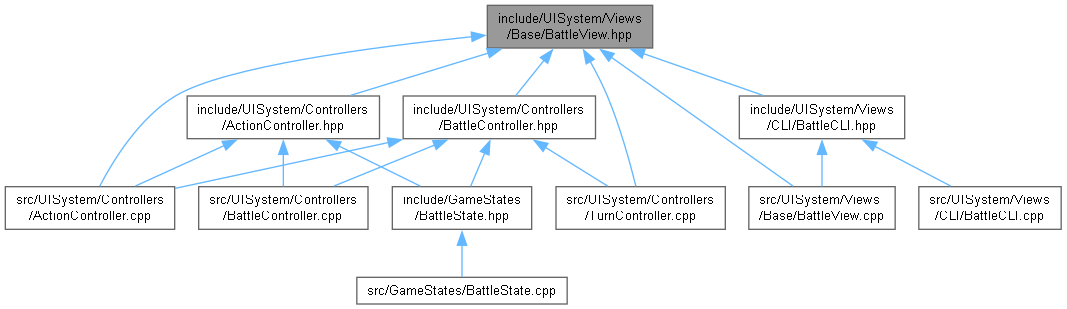 include/UISystem/Views
/Base/BattleView.hpp
include/UISystem/Controllers
/ActionController.hpp
include/UISystem/Controllers
/BattleController.hpp
include/UISystem/Views
/CLI/BattleCLI.hpp
src/UISystem/Controllers
/ActionController.cpp
src/UISystem/Controllers
/BattleController.cpp
include/GameStates
/BattleState.hpp
src/UISystem/Controllers
/TurnController.cpp
src/UISystem/Views
/Base/BattleView.cpp
src/UISystem/Views
/CLI/BattleCLI.cpp
src/GameStates/BattleState.cpp